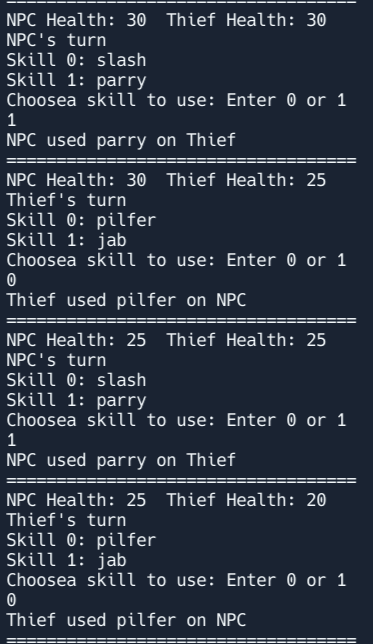 ===================================
NPC Health: 30  Thief Health: 30
NPC's turn
Skill 0: slash
Skill 1: parry
Choosea skill to use: Enter 0 or 1
1
NPC used parry on Thief
===================================
NPC Health: 30  Thief Health: 25
Thief's turn
Skill 0: pilfer
Skill 1: jab
Choosea skill to use: Enter 0 or 1
0
Thief used pilfer on NPC
===================================
NPC Health: 25  Thief Health: 25
NPC's turn
Skill 0: slash
Skill 1: parry
Choosea skill to use: Enter 0 or 1
1
NPC used parry on Thief
===================================
NPC Health: 25  Thief Health: 20
Thief's turn
Skill 0: pilfer
Skill 1: jab
Choosea skill to use: Enter 0 or 1
0
Thief used pilfer on NPC
===================================